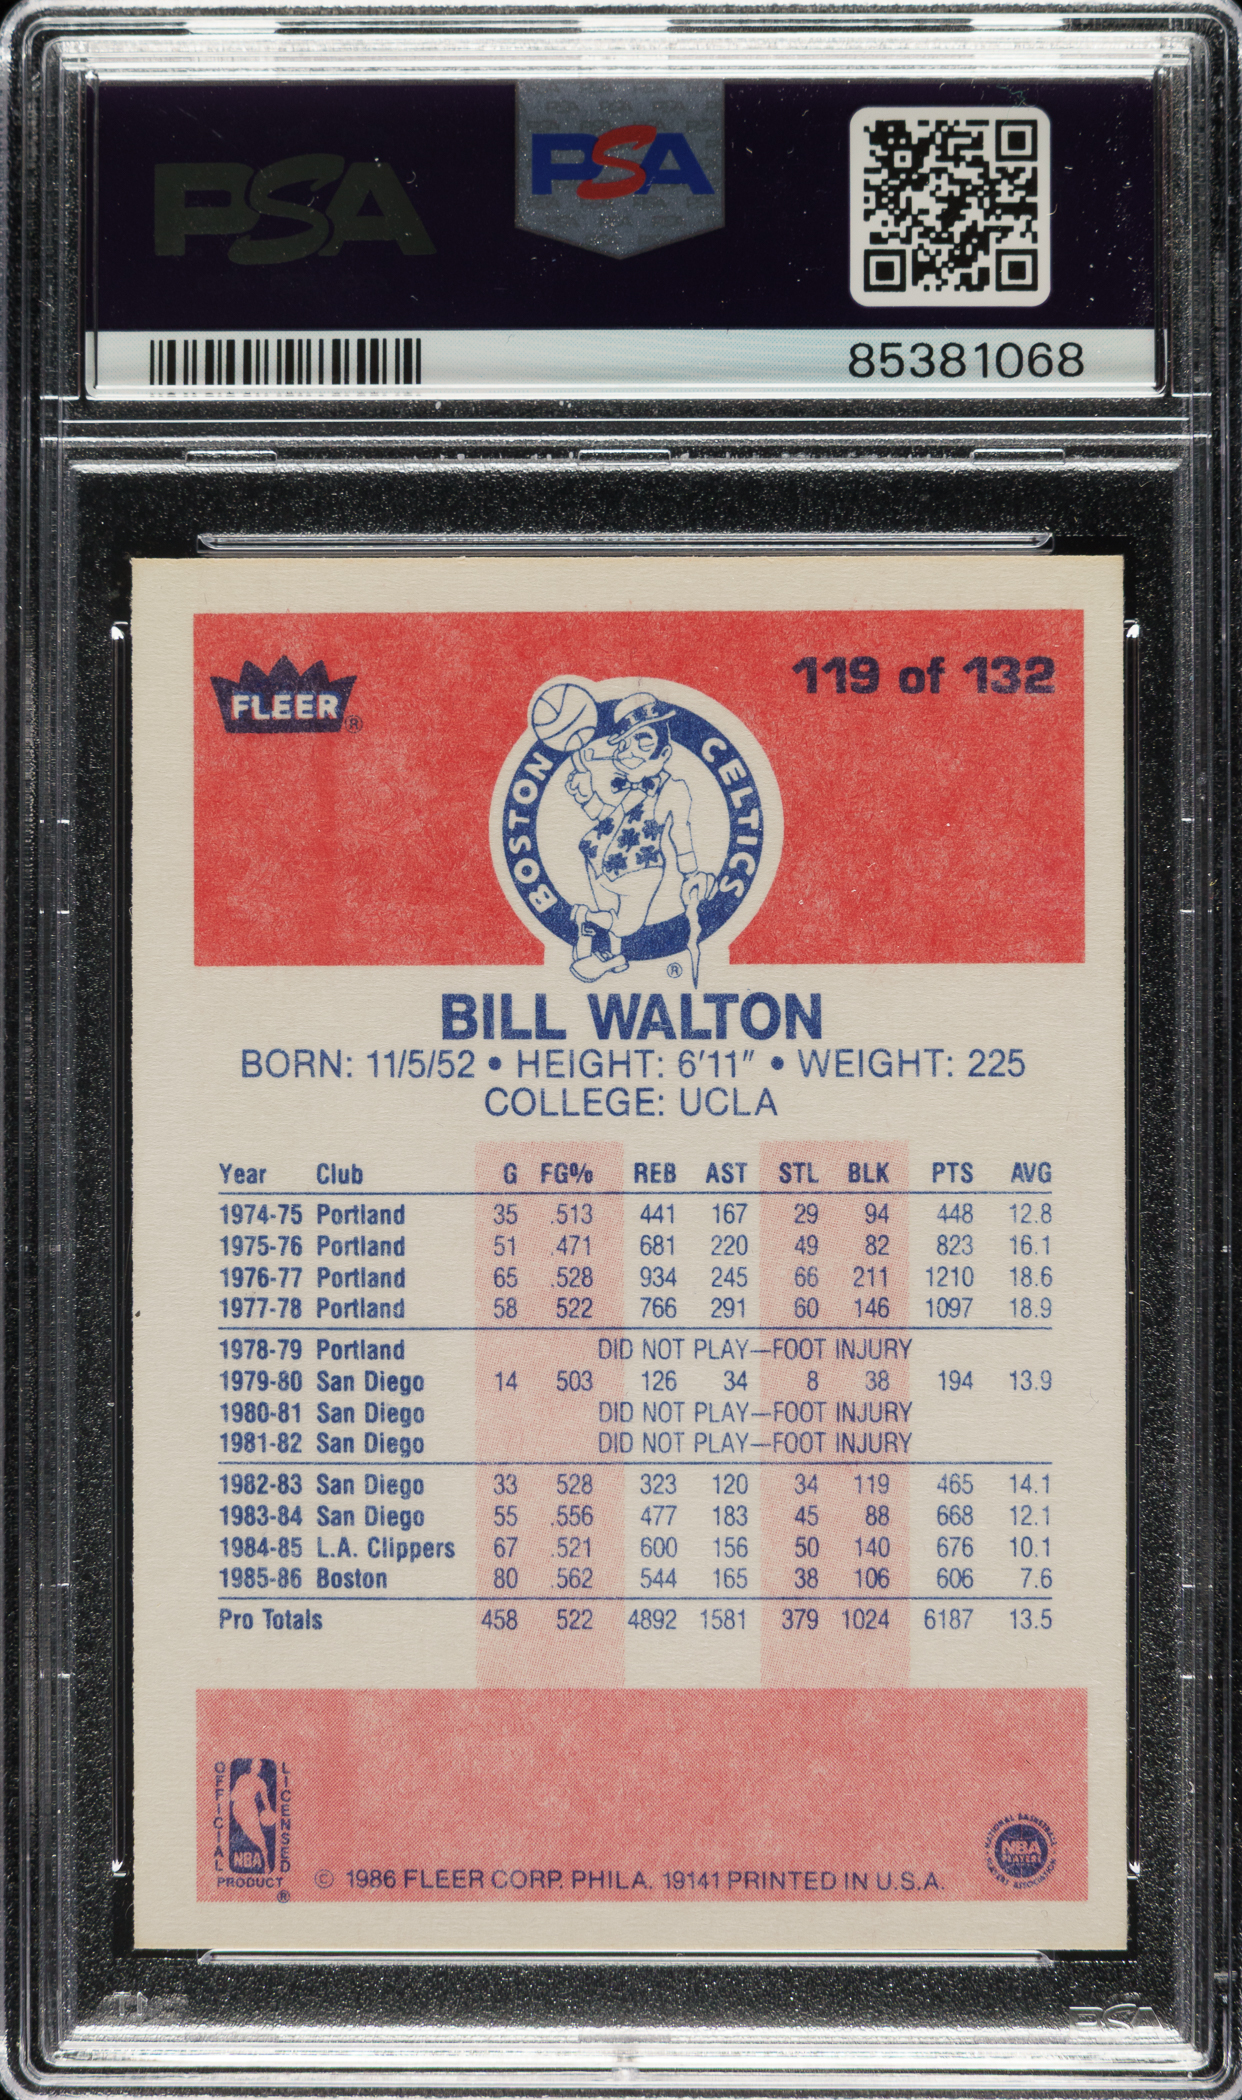 PSA
PSA
85381068
FLEER®
119 of 132
BOSTON CELTICS
®
BILL WALTON
BORN: 11/5/52 • HEIGHT: 6'11" • WEIGHT: 225
COLLEGE: UCLA
Year Club G FG% REB AST STL BLK PTS AVG
1974-75 Portland 35 .513 441 167 29 94 448 12.8
1975-76 Portland 51 .471 681 220 49 82 823 16.1
1976-77 Portland 65 .528 934 245 66 211 1210 18.6
1977-78 Portland 58 .522 766 291 60 146 1097 18.9
1978-79 Portland DID NOT PLAY—FOOT INJURY
1979-80 San Diego 14 .503 126 34 8 38 194 13.9
1980-81 San Diego DID NOT PLAY—FOOT INJURY
1981-82 San Diego DID NOT PLAY—FOOT INJURY
1982-83 San Diego 33 .528 323 120 34 119 465 14.1
1983-84 San Diego 55 .556 477 183 45 88 668 12.1
1984-85 L.A. Clippers 67 .521 600 156 50 140 676 10.1
1985-86 Boston 80 .562 544 165 38 106 606 7.6
Pro Totals 458 .522 4892 1581 379 1024 6187 13.5
OFFICIAL LICENSED
NBA
PRODUCT
®
© 1986 FLEER CORP. PHILA. 19141 PRINTED IN U.S.A.
NATIONAL BASKETBALL
NBA
PLAYERS
PLAYERS ASSOCIATION
PSA